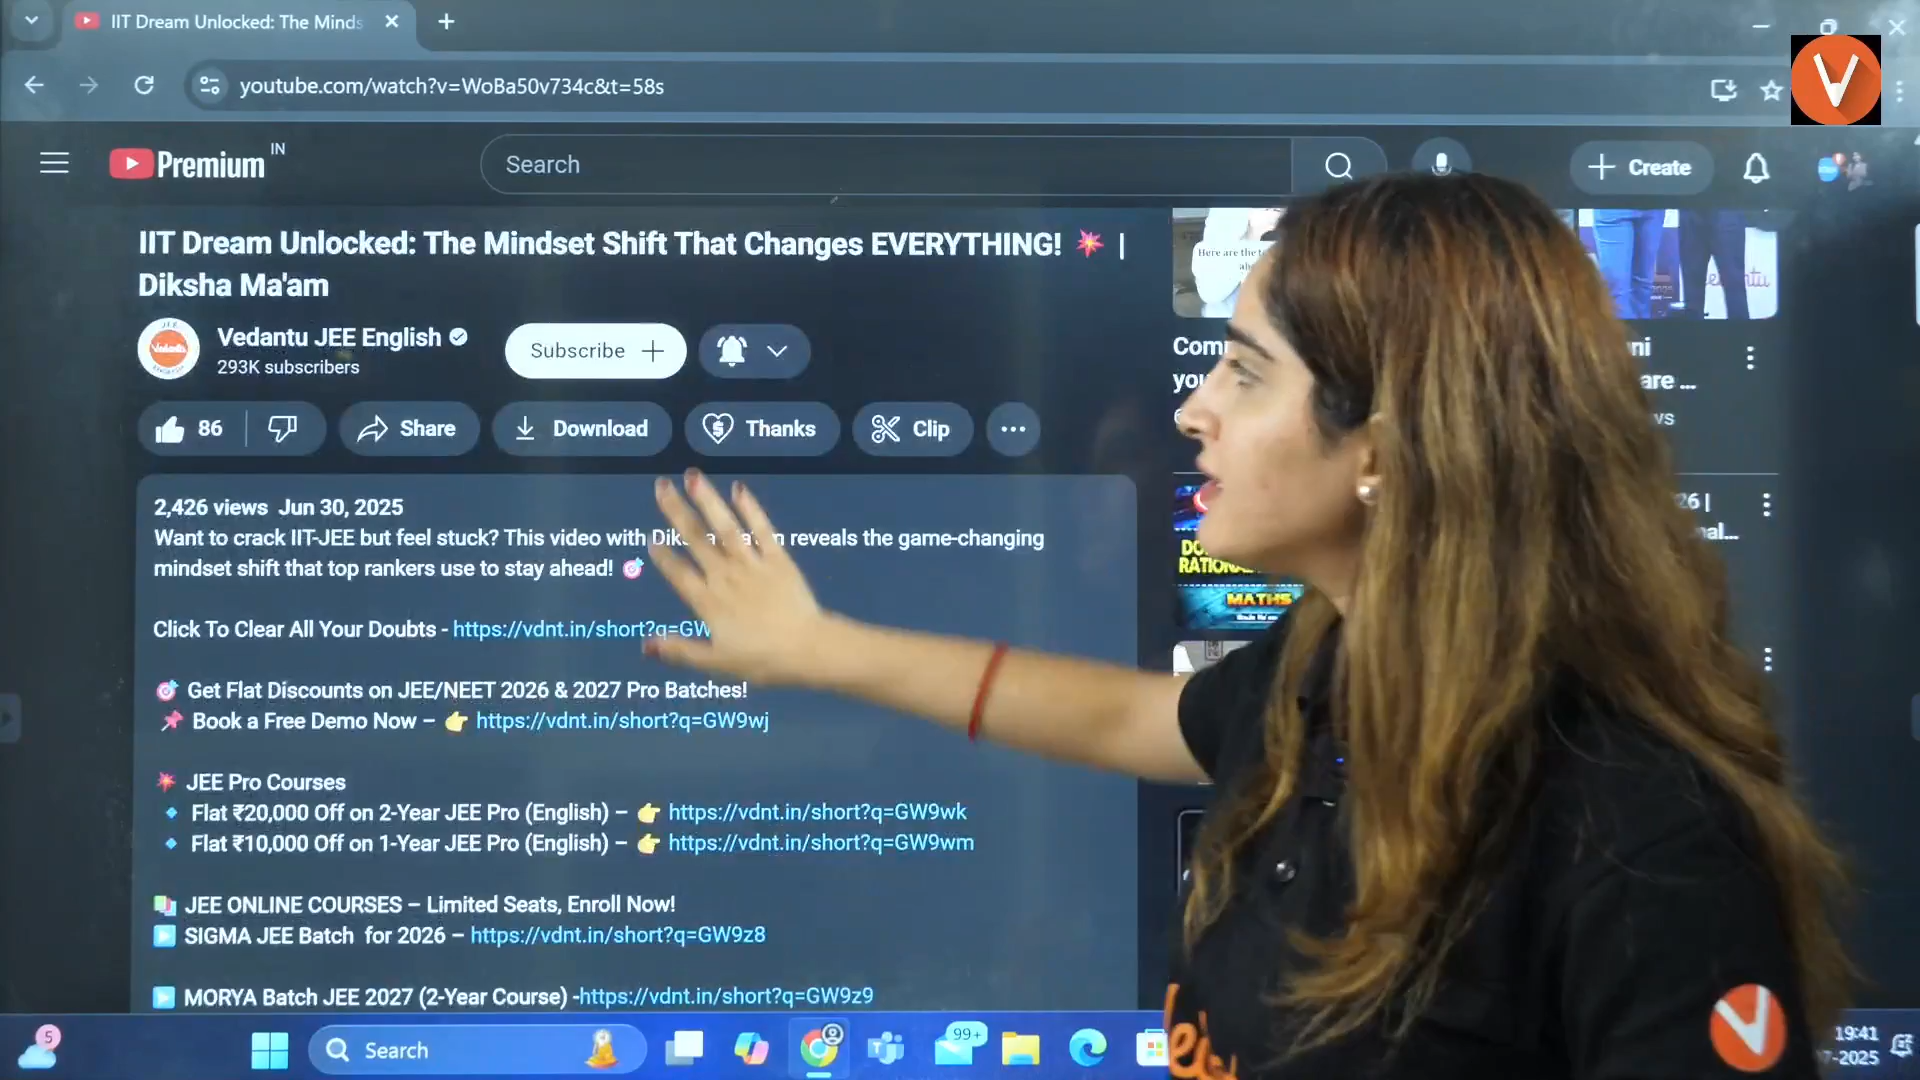 IIT Dream Unlocked: The Minds
youtube.com/watch?v=WoBa50v734c&t=58s
Premium IN
Search
Create
IIT Dream Unlocked: The Mindset Shift That Changes EVERYTHING! 💥 |
Diksha Ma'am
Vedantu JEE English
293K subscribers
Subscribe
86
Share
Download
Thanks
Clip
2,426 views Jun 30, 2025
Want to crack IIT-JEE but feel stuck? This video with reveals the game-changing
mindset shift that top rankers use to stay ahead! 🎯
Click To Clear All Your Doubts - https://vdnt.in/short?q=GW
🎯 Get Flat Discounts on JEE/NEET 2026 & 2027 Pro Batches!
📌 Book a Free Demo Now – 👉 https://vdnt.in/short?q=GW9wj
💥 JEE Pro Courses
🔹 Flat ₹20,000 Off on 2-Year JEE Pro (English) – 👉 https://vdnt.in/short?q=GW9wk
🔹 Flat ₹10,000 Off on 1-Year JEE Pro (English) – 👉 https://vdnt.in/short?q=GW9wm
📚 JEE ONLINE COURSES – Limited Seats, Enroll Now!
▶️ SIGMA JEE Batch for 2026 – https://vdnt.in/short?q=GW9z8
▶️ MORYA Batch JEE 2027 (2-Year Course) -https://vdnt.in/short?q=GW9z9
Here are the
are ...
MATHS
V
5
Search
99+
19:41
-2025
V